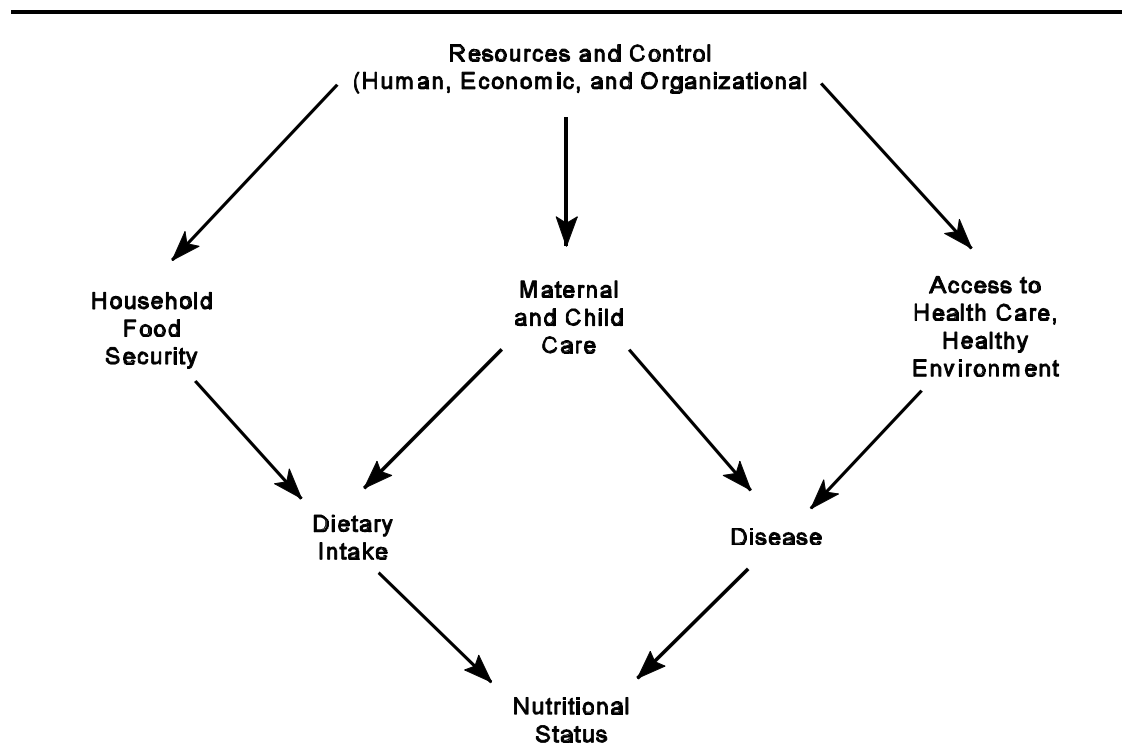 Resources and Control
(Human, Economic, and Organizational
Household
Food
Security
Maternal
and Child
Care
Access to
Health Care,
Healthy
Environment
Dietary
Intake
Disease
Nutritional
Status